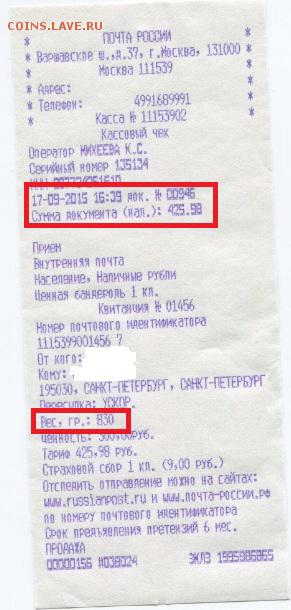 COINS.LAV.RU
* ПОЧТА РОССИИ *
* Варшавское ш.,д.37, г.Москва, 131000 *
* Москва 111539 *
* Адрес: *
* Телефон: 4991689991 *
* Касса № 11153902 *
Кассовый чек
Оператор МИХЕЕВА К.С.
Серийный номер 135134
17-09-2015 16:39 док. № 00946
Сумма документа (нал.): 425.98
Прием
Внутренняя почта
Население, Наличные рубли
Ценная бандероль 1 кл.
Квитанция № 01456
Номер почтового идентификатора
1115399001456 7
От кого:
Кому:
195030, САНКТ-ПЕТЕРБУРГ, САНКТ-ПЕТЕРБУРГ
Пересылка: УСКОР.
Вес, гр.: 830
Ценность: 300,00руб.
Тариф 425,98 руб.
Страховой сбор 1 кл. (9,00 руб.)
Отследить отправление можно на сайтах:
www.russianpost.ru и www.почта-россии.рф
по номеру почтового идентификатора
Срок предъявления претензий 6 мес.
ПРОДАЖА
00000156 #038024 ЭКЛЗ 1995866865